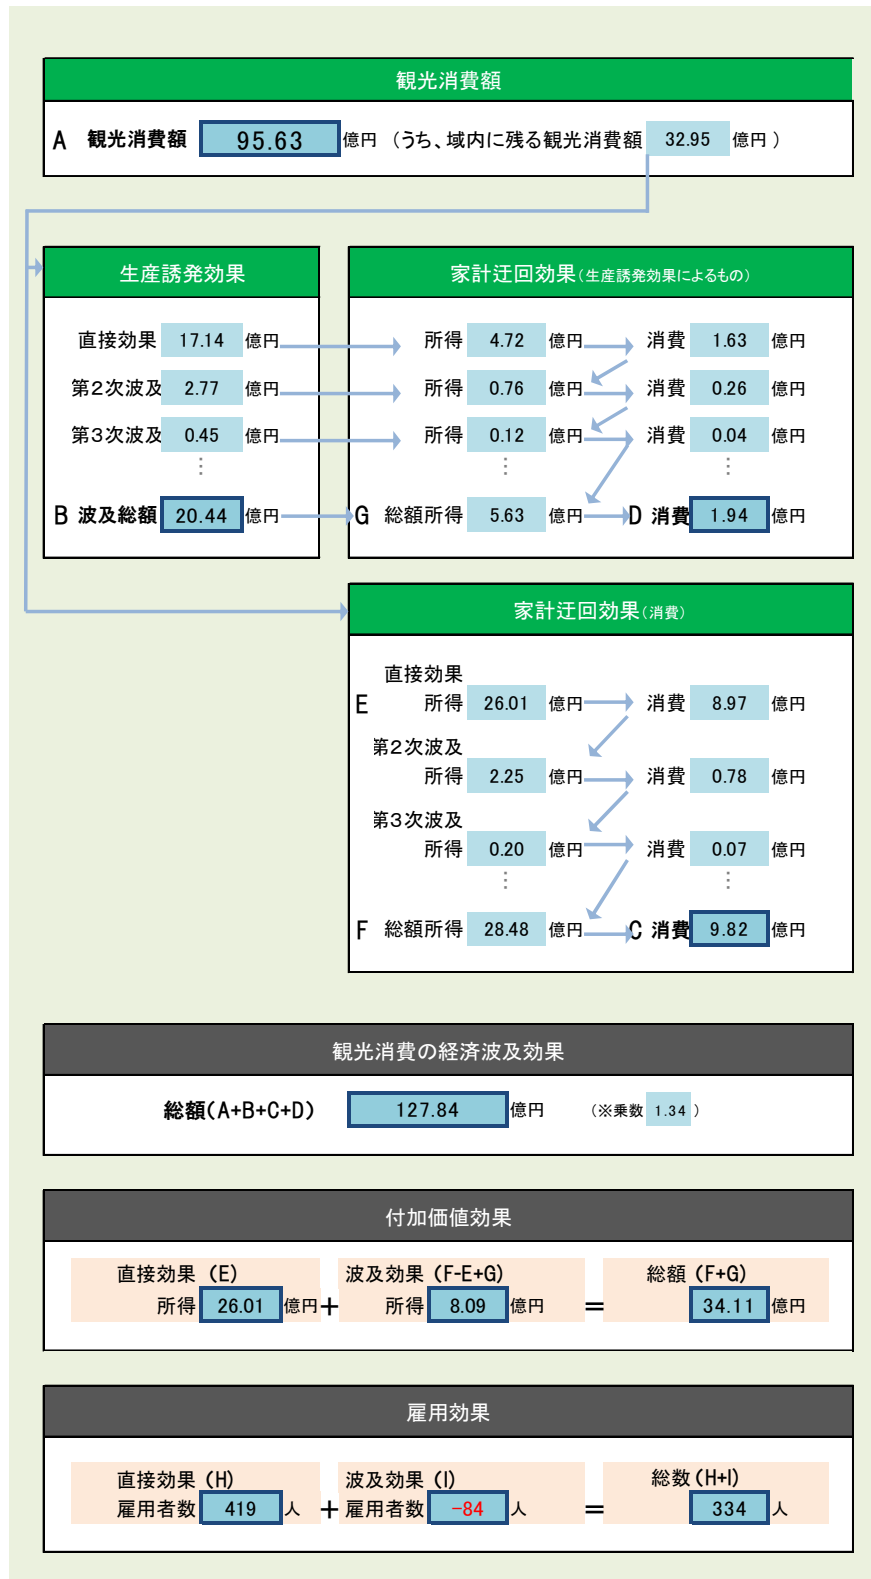 観光消費額
A 観光消費額 95.63 億円 (うち、域内に残る観光消費額 32.95 億円 )
生産誘発効果
直接効果 17.14 億円
第2次波及 2.77 億円
第3次波及 0.45 億円
⋮
B 波及総額 20.44 億円
家計迂回効果(生産誘発効果によるもの)
所得 4.72 億円 消費 1.63 億円
所得 0.76 億円 消費 0.26 億円
所得 0.12 億円 消費 0.04 億円
⋮ ⋮
G 総額所得 5.63 億円 D 消費 1.94 億円
家計迂回効果(消費)
直接効果
E 所得 26.01 億円 消費 8.97 億円
第2次波及
所得 2.25 億円 消費 0.78 億円
第3次波及
所得 0.20 億円 消費 0.07 億円
⋮ ⋮
F 総額所得 28.48 億円 C 消費 9.82 億円
観光消費の経済波及効果
総額(A+B+C+D) 127.84 億円 (※乗数 1.34 )
付加価値効果
直接効果 (E) 波及効果 (F-E+G) 総額 (F+G)
所得 26.01 億円 + 所得 8.09 億円 = 34.11 億円
雇用効果
直接効果 (H) 波及効果 (I) 総数 (H+I)
雇用者数 419 人 + 雇用者数 -84 人 = 334 人